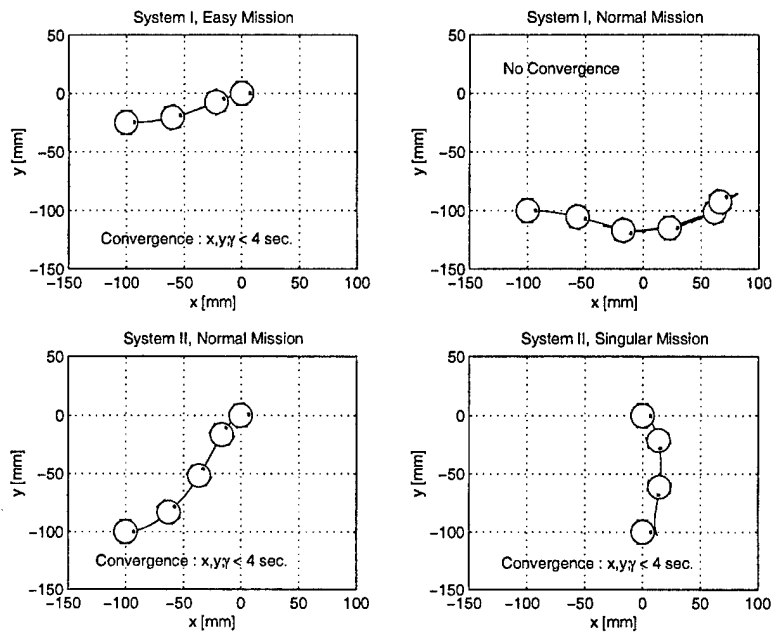 System I, Easy Mission
50
0
−50
−100
−150
y [mm]
Convergence : x,y,γ < 4 sec.
−150 −100 −50 0 50 100
x [mm]
System I, Normal Mission
50
0
−50
−100
−150
y [mm]
No Convergence
−150 −100 −50 0 50 100
x [mm]
System II, Normal Mission
50
0
−50
−100
−150
y [mm]
Convergence : x,y,γ < 4 sec.
−150 −100 −50 0 50 100
x [mm]
System II, Singular Mission
50
0
−50
−100
−150
y [mm]
Convergence : x,y,γ < 4 sec.
−150 −100 −50 0 50 100
x [mm]